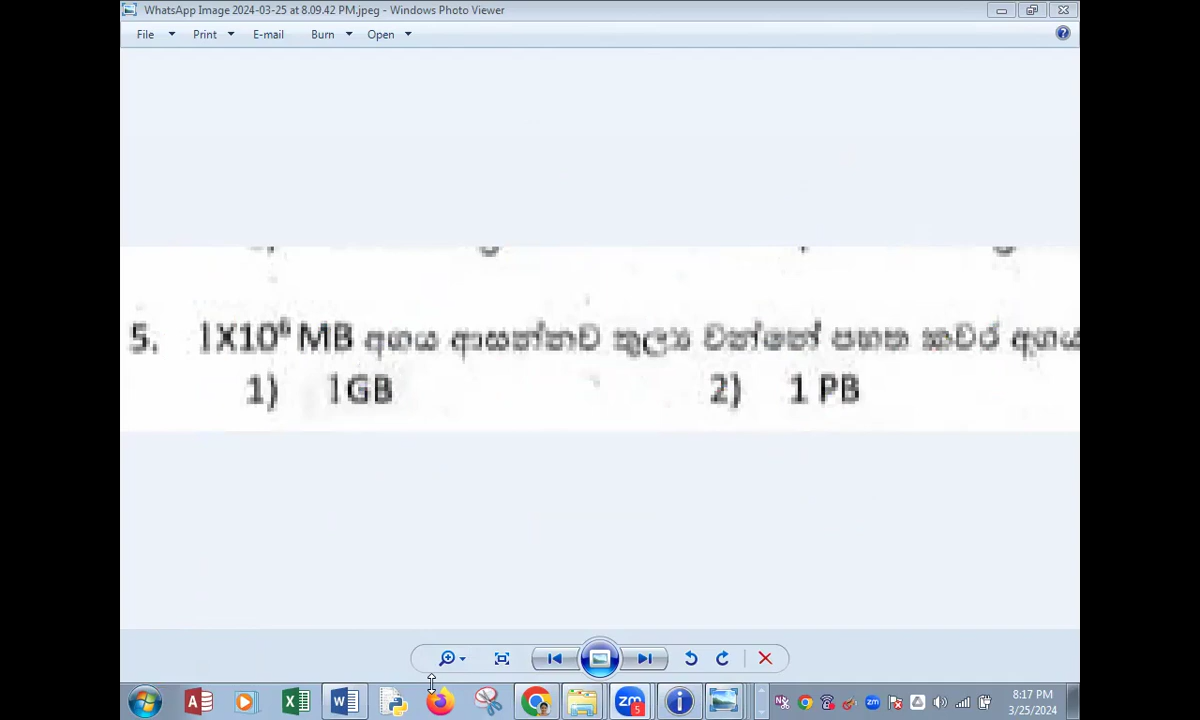 WhatsApp Image 2024-03-25 at 8.09.42 PM.jpeg - Windows Photo Viewer
File Print E-mail Burn Open
5. 1X10⁶ MB අගය ආසන්නව තුල්‍ය වන්නේ පහත කවර අගය
1) 1GB 2) 1 PB
8:17 PM
3/25/2024